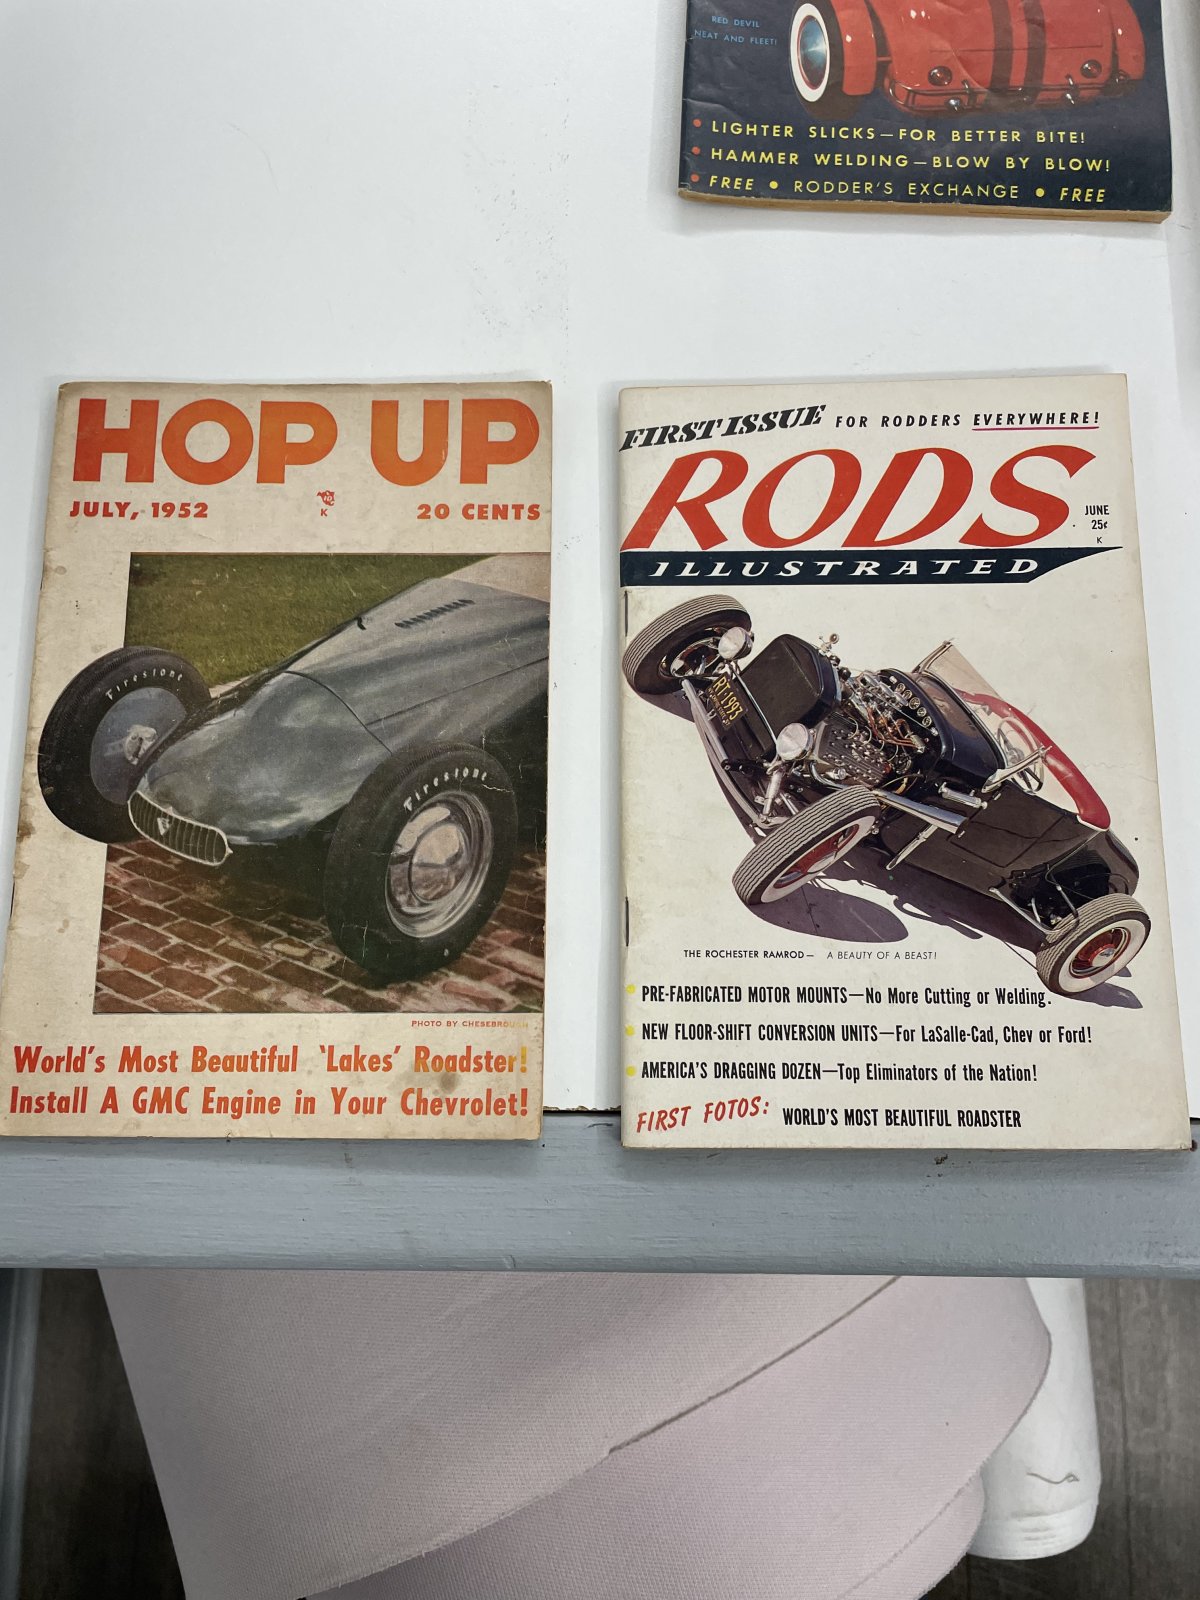 RED DEVIL
NEAT AND FLEET!
• LIGHTER SLICKS—FOR BETTER BITE!
• HAMMER WELDING—BLOW BY BLOW!
• FREE • RODDER'S EXCHANGE • FREE
HOP UP
JULY, 1952
K
20 CENTS
Firestone
Firestone
PHOTO BY CHESEBROUGH
World's Most Beautiful 'Lakes' Roadster!
Install A GMC Engine in Your Chevrolet!
FIRST ISSUE FOR RODDERS EVERYWHERE!
RODS
JUNE
25¢
K
ILLUSTRATED
RT·1993
THE ROCHESTER RAMROD— A BEAUTY OF A BEAST!
PRE-FABRICATED MOTOR MOUNTS—No More Cutting or Welding.
NEW FLOOR-SHIFT CONVERSION UNITS—For LaSalle-Cad, Chev or Ford!
AMERICA'S DRAGGING DOZEN—Top Eliminators of the Nation!
FIRST FOTOS: WORLD'S MOST BEAUTIFUL ROADSTER